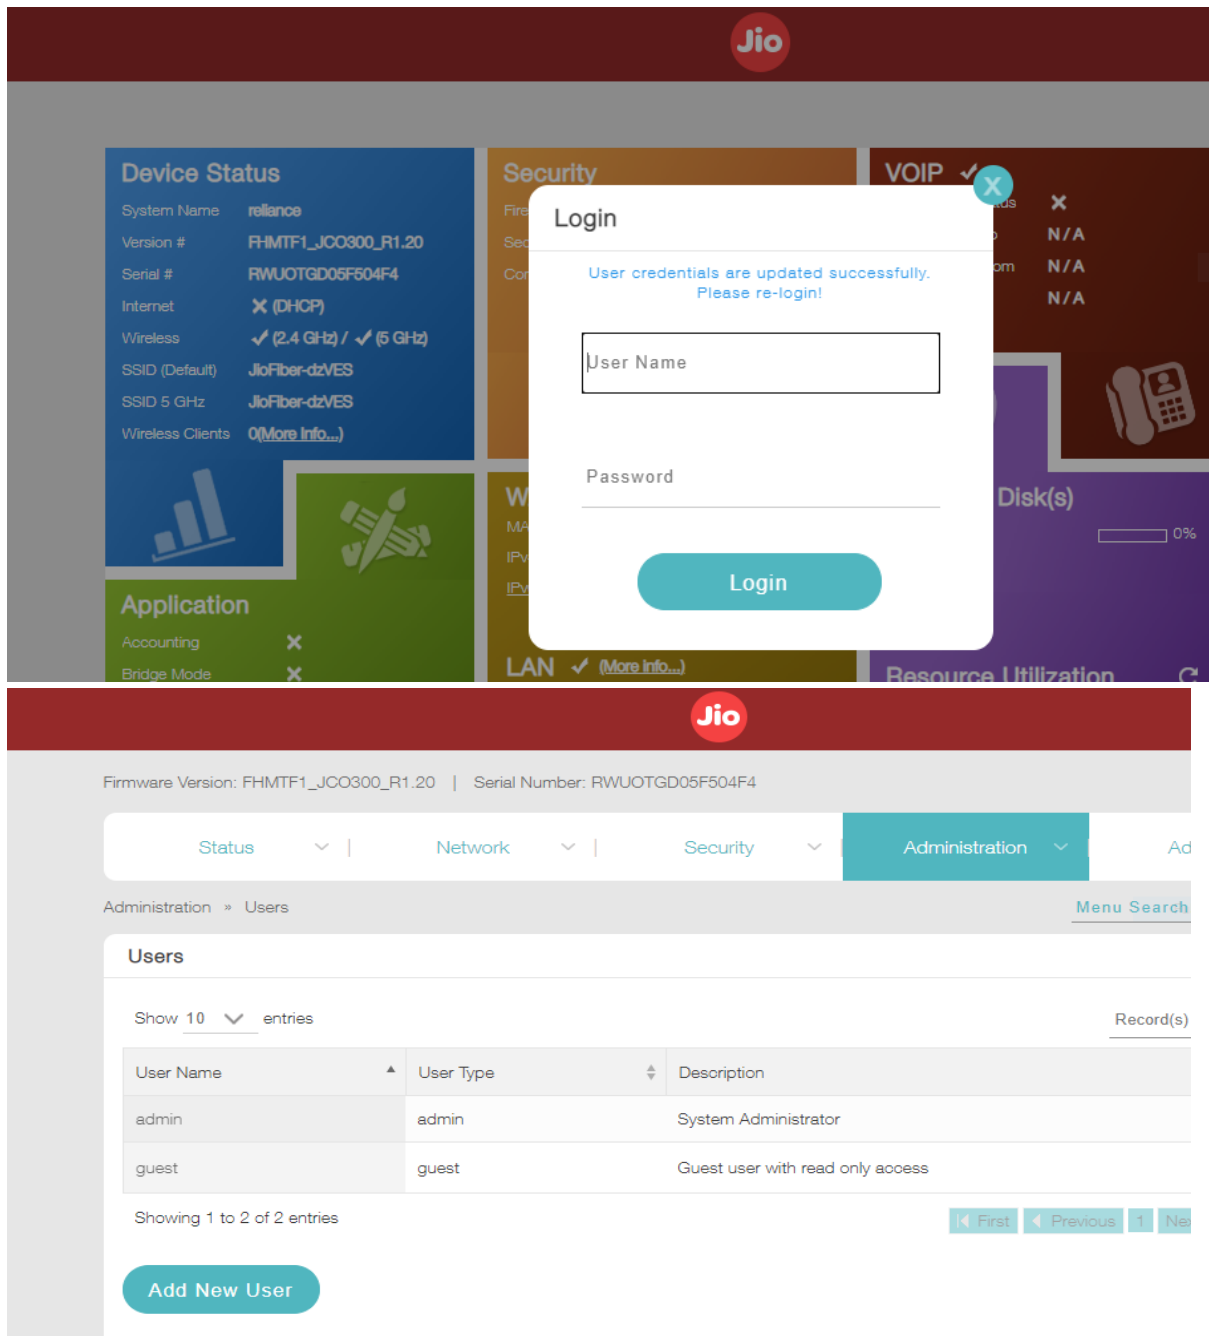 Jio
Device Status
System Name reliance
Version # FHMTF1_JCO300_R1.20
Serial # RWUOTGD05F504F4
Internet (DHCP)
Wireless (2.4 GHz) / (5 GHz)
SSID (Default) JioFiber-dzVES
SSID 5 GHz JioFiber-dzVES
Wireless Clients 0(More Info...)
Application
Accounting
Bridge Mode
Security
Login
X
User credentials are updated successfully.
Please re-login!
User Name
Password
Login
LAN (More Info...)
VOIP
N/A
N/A
N/A
Disk(s)
0%
Resource Utilization
Jio
Firmware Version: FHMTF1_JCO300_R1.20 | Serial Number: RWUOTGD05F504F4
Status | Network | Security | Administration | Ad
Administration » Users
Menu Search
Users
Show 10 entries
Record(s)
User Name User Type Description
admin admin System Administrator
guest guest Guest user with read only access
Showing 1 to 2 of 2 entries
First Previous 1 Nex
Add New User